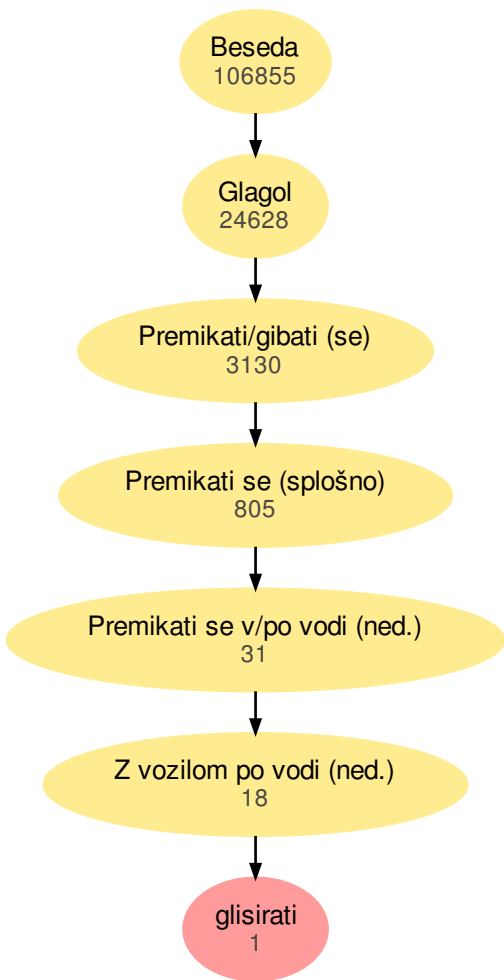 Beseda
106855
Glagol
24628
Premikati/gibati (se)
3130
Premikati se (splošno)
805
Premikati se v/po vodi (ned.)
31
Z vozilom po vodi (ned.)
18
glisirati
1